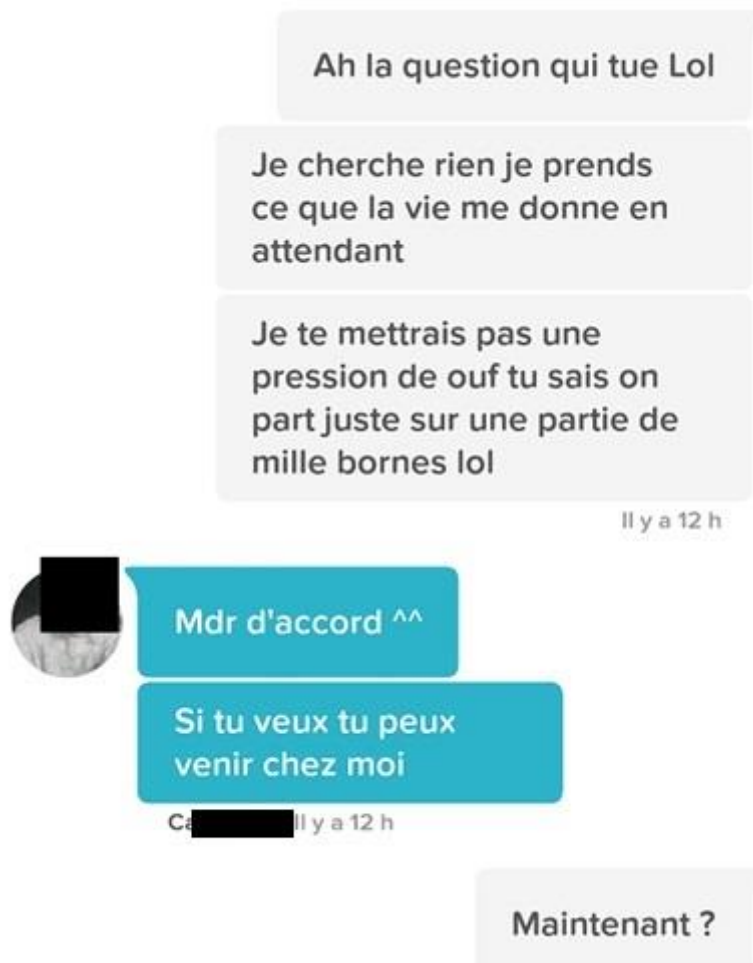 Ah la question qui tue Lol
Je cherche rien je prends
ce que la vie me donne en
attendant
Je te mettrais pas une
pression de ouf tu sais on
part juste sur une partie de
mille bornes lol
Il y a 12 h
Mdr d'accord ^^
Si tu veux tu peux
venir chez moi
Il y a 12 h
Maintenant ?